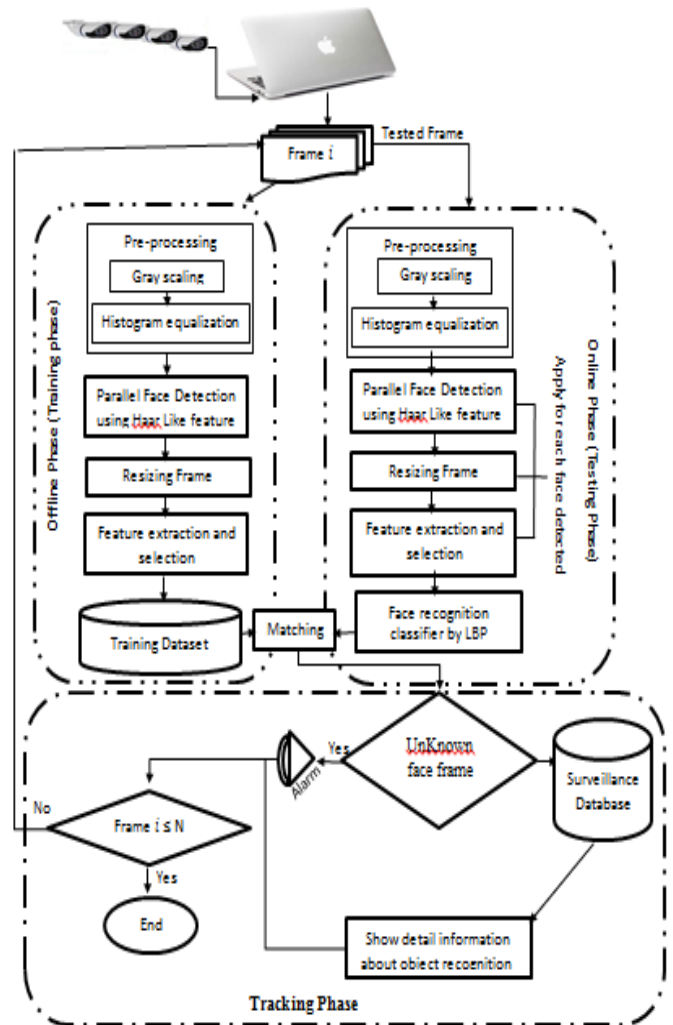 Tested Frame
Frame i
Pre-processing
Gray scaling
Histogram equalization
Parallel Face Detection
using Haar Like feature
Resizing Frame
Feature extraction and
selection
Training Dataset
Offline Phase (Training phase)
Pre-processing
Gray scaling
Histogram equalization
Parallel Face Detection
using Haar Like feature
Resizing Frame
Feature extraction and
selection
Face recognition
classifier by LBP
Online Phase (Testing Phase)
Apply for each face detected
Matching
UnKnown
face frame
Yes
Alarm
Surveillance
Database
No
Frame i ≤ N
Yes
End
Show detail information
about object recognition
Tracking Phase